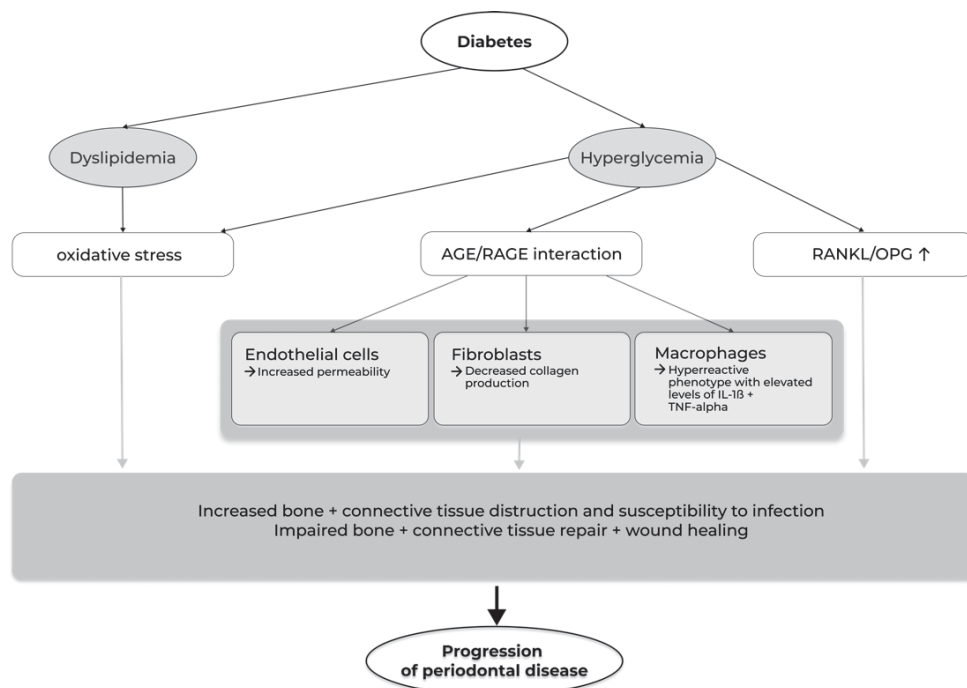 Diabetes
Dyslipidemia
Hyperglycemia
oxidative stress
AGE/RAGE interaction
RANKL/OPG ↑
Endothelial cells
→ Increased permeability
Fibroblasts
→ Decreased collagen
production
Macrophages
→ Hyperreactive
phenotype with elevated
levels of IL-1ß +
TNF-alpha
Increased bone + connective tissue distruction and susceptibility to infection
Impaired bone + connective tissue repair + wound healing
Progression
of periodontal disease